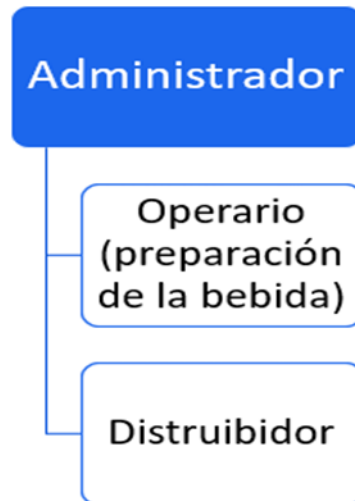 Administrador
Operario
(preparación
de la bebida)
Distruibidor